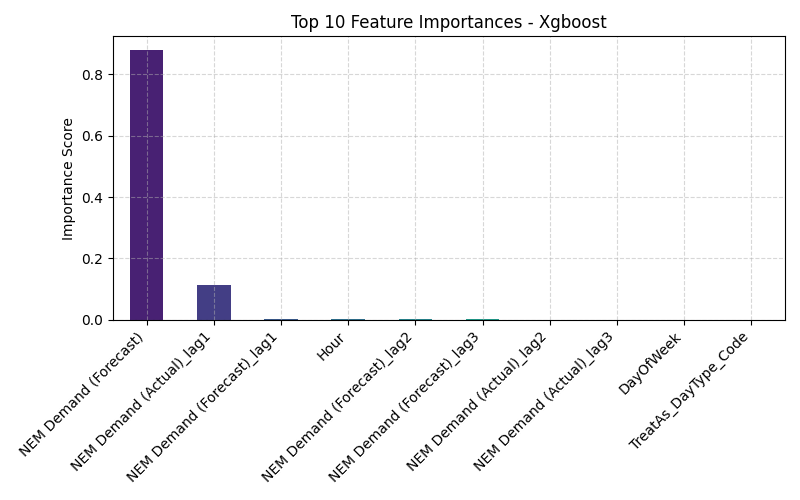 Top 10 Feature Importances - Xgboost
Importance Score
0.8
0.6
0.4
0.2
0.0
NEM Demand (Forecast)
NEM Demand (Actual)_lag1
NEM Demand (Forecast)_lag1
Hour
NEM Demand (Forecast)_lag2
NEM Demand (Forecast)_lag3
NEM Demand (Actual)_lag2
NEM Demand (Actual)_lag3
DayOfWeek
TreatAs_DayType_Code